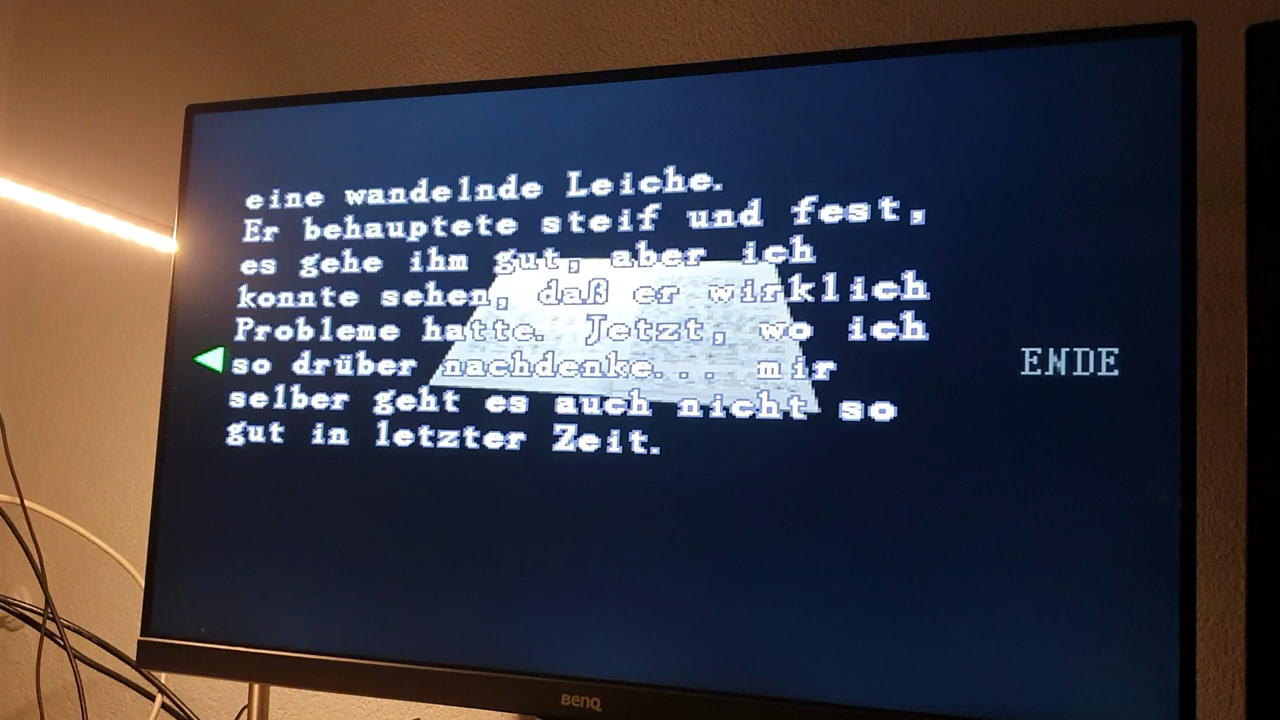 eine wandelnde Leiche.
Er behauptete steif und fest,
es gehe ihm gut, aber ich
konnte sehen, daß er wirklich
Probleme hatte. Jetzt, wo ich
so drüber nachdenke... mir
selber geht es auch nicht so
gut in letzter Zeit.
ENDE
BenQ